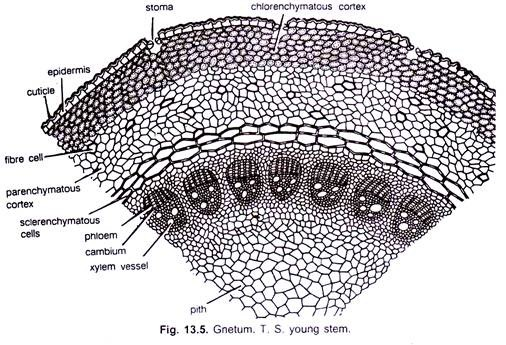 stoma
chlorenchymatous cortex
epidermis
cuticle
fibre cell
parenchymatous
cortex
sclerenchymatous
cells
phloem
cambium
xylem vessel
pith
Fig. 13.5. Gnetum. T. S. young stem.